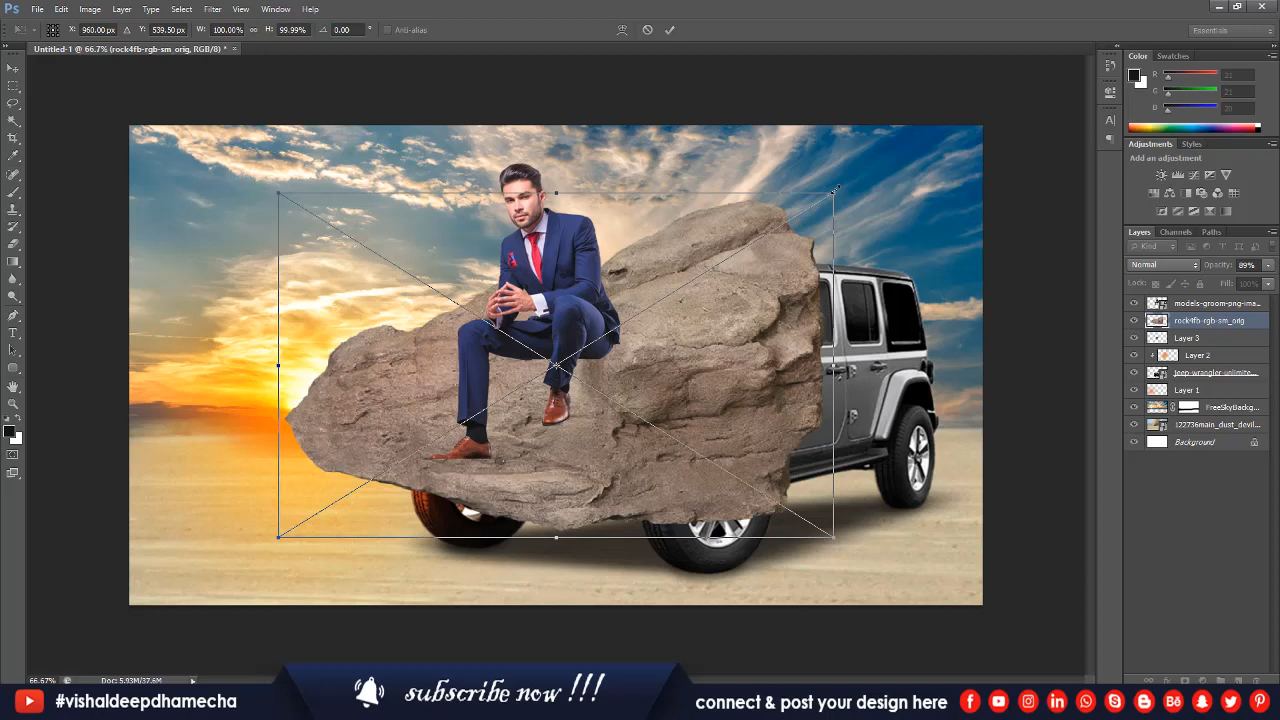 Ps File Edit Image Layer Type Select Filter View Window Help
X: 960.00 px Y: 539.50 px W: 100.00% H: 99.99% 0.00 ° Anti-alias Essentials
Untitled-1 @ 66.7% (rock4fb-rgb-sm_orig, RGB/8) * ×
Color Swatches
R 21
G 21
B 20
Adjustments Styles
Add an adjustment
Layers Channels Paths
Kind
Normal Opacity: 89%
Lock: Fill: 100%
models-groom-png-ima...
rock4fb-rgb-sm_orig
Layer 3
Layer 2
jeep-wrangler-unlimite...
Layer 1
FreeSkyBackg...
122736main_dust_devil...
Background
66.67% Doc: 5.93M/37.6M
#vishaldeepdhamecha
subscribe now !!!
connect & post your design here